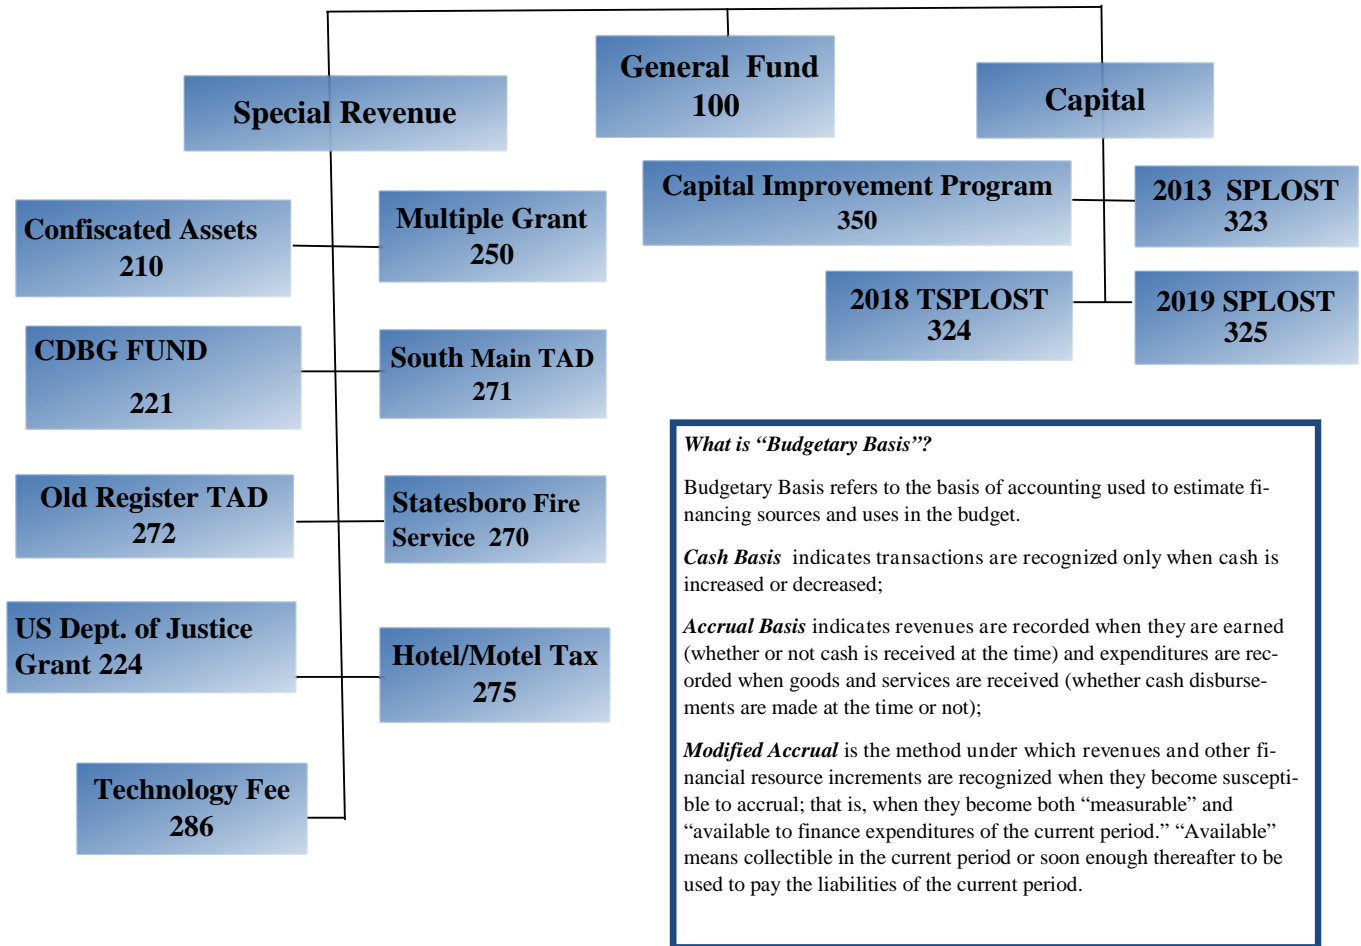 General Fund
100
Special Revenue
Capital
Confiscated Assets
210
Multiple Grant
250
CDBG FUND
221
South Main TAD
271
Old Register TAD
272
Statesboro Fire
Service 270
US Dept. of Justice
Grant 224
Hotel/Motel Tax
275
Technology Fee
286
Capital Improvement Program
350
2013 SPLOST
323
2018 TSPLOST
324
2019 SPLOST
325
What is “Budgetary Basis”?
Budgetary Basis refers to the basis of accounting used to estimate fi-
nancing sources and uses in the budget.
Cash Basis indicates transactions are recognized only when cash is
increased or decreased;
Accrual Basis indicates revenues are recorded when they are earned
(whether or not cash is received at the time) and expenditures are rec-
orded when goods and services are received (whether cash disburse-
ments are made at the time or not);
Modified Accrual is the method under which revenues and other fi-
nancial resource increments are recognized when they become suscepti-
ble to accrual; that is, when they become both “measurable” and
“available to finance expenditures of the current period.” “Available”
means collectible in the current period or soon enough thereafter to be
used to pay the liabilities of the current period.